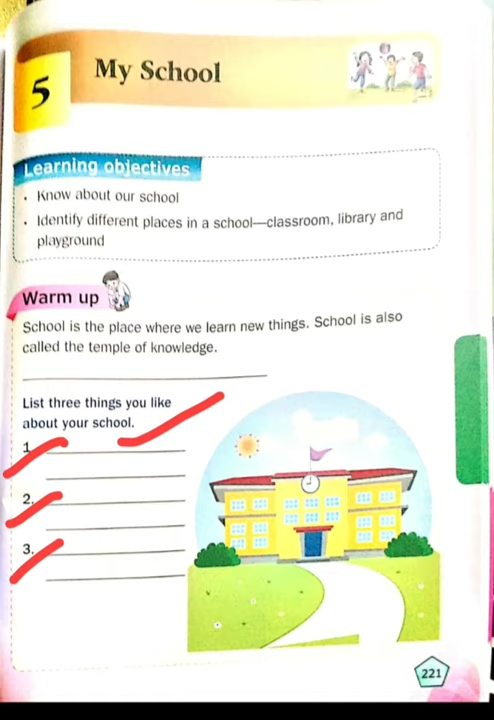 5
My School
Learning objectives
• Know about our school
• Identify different places in a school—classroom, library and
playground
Warm up
School is the place where we learn new things. School is also
called the temple of knowledge.
List three things you like
about your school.
1.
2.
3.
221